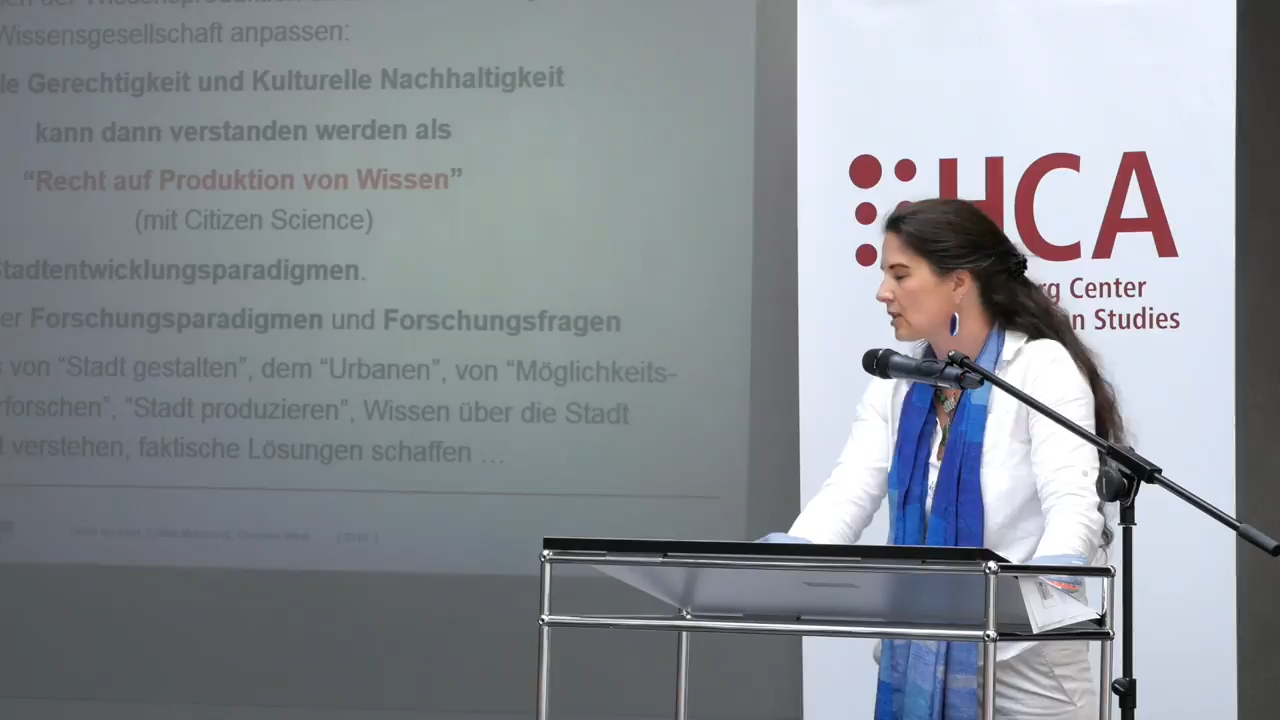 Wissensgesellschaft anpassen:
le Gerechtigkeit und Kulturelle Nachhaltigkeit
kann dann verstanden werden als
“Recht auf Produktion von Wissen”
(mit Citizen Science)
Stadtentwicklungsparadigmen.
er Forschungsparadigmen und Forschungsfragen
s von “Stadt gestalten”, dem “Urbanen”, von “Möglichkeits-
rforschen”, “Stadt produzieren”, Wissen über die Stadt
t verstehen, faktische Lösungen schaffen …
HCA
rg Center
n Studies